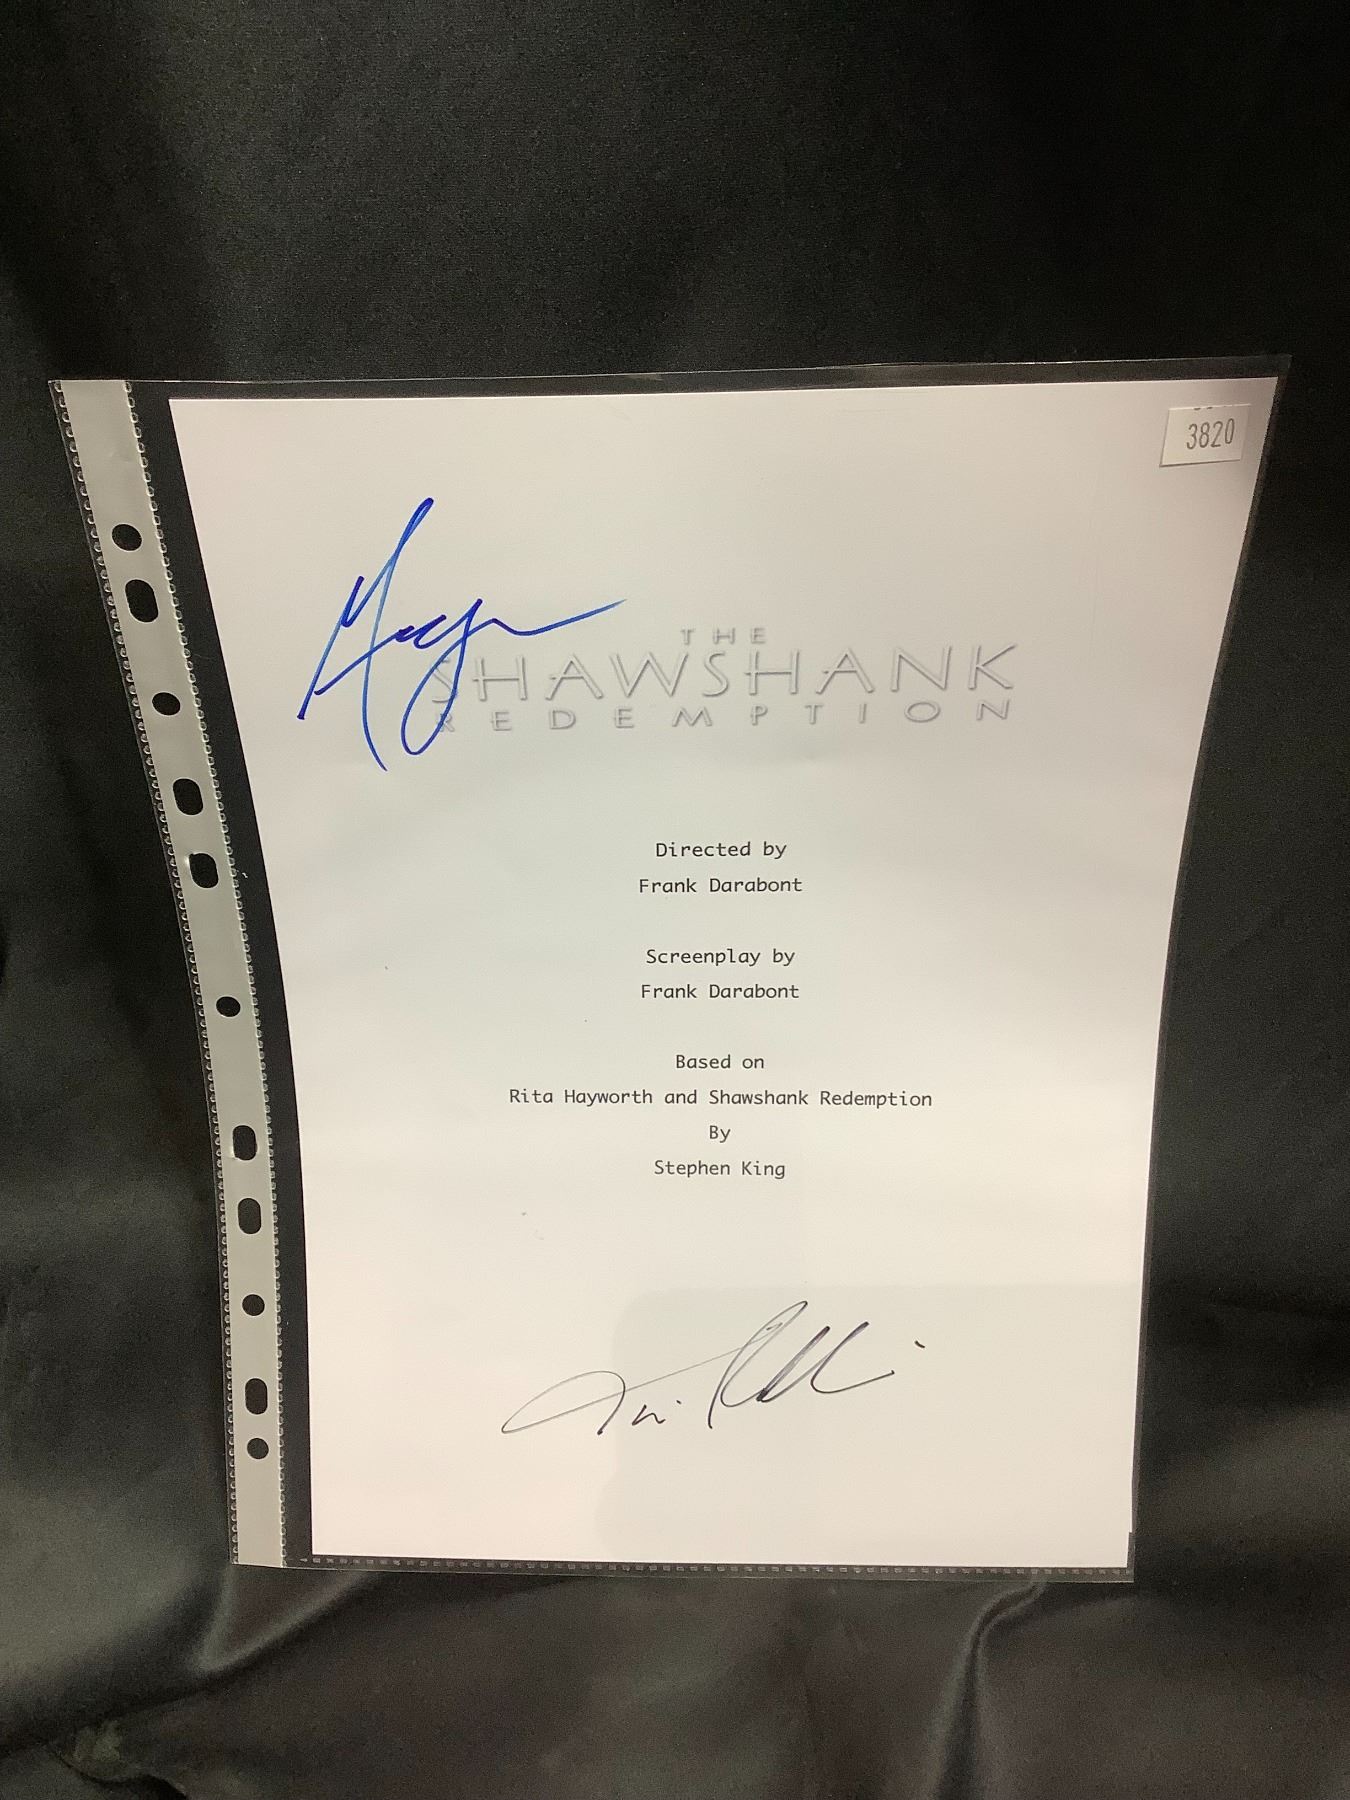 3820
THE
SHAWSHANK
REDEMPTION
Directed by
Frank Darabont
Screenplay by
Frank Darabont
Based on
Rita Hayworth and Shawshank Redemption
By
Stephen King